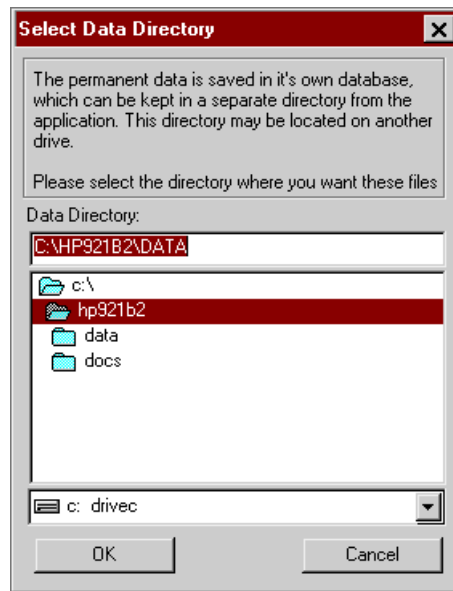 Select Data Directory
The permanent data is saved in it's own database,
which can be kept in a separate directory from the
application. This directory may be located on another
drive.
Please select the directory where you want these files
Data Directory:
C:\HP921B2\DATA
c:\
hp921b2
data
docs
c: drivec
OK
Cancel